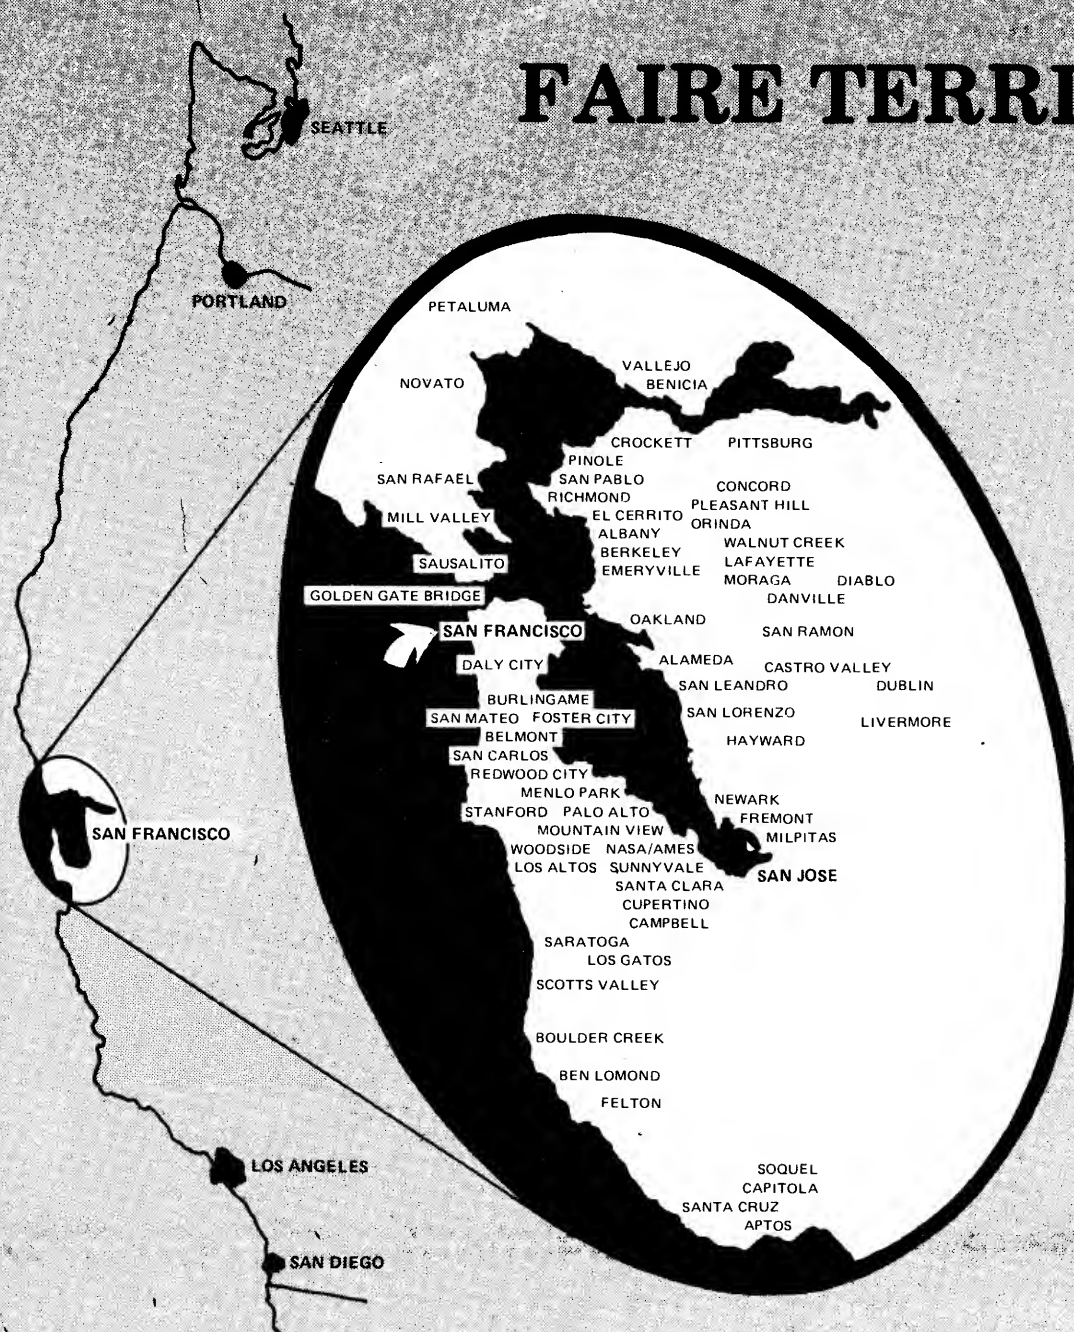 FAIRE TERRI
SEATTLE
PORTLAND
PETALUMA
VALLEJO
NOVATO
BENICIA
CROCKETT PITTSBURG
PINOLE
SAN RAFAEL SAN PABLO
CONCORD
RICHMOND
PLEASANT HILL
MILL VALLEY EL CERRITO
ORINDA
ALBANY
WALNUT CREEK
BERKELEY
SAUSALITO LAFAYETTE
EMERYVILLE
MORAGA DIABLO
GOLDEN GATE BRIDGE
DANVILLE
OAKLAND
SAN FRANCISCO SAN RAMON
DALY CITY ALAMEDA
CASTRO VALLEY
SAN LEANDRO DUBLIN
BURLINGAME
SAN LORENZO
SAN MATEO FOSTER CITY
LIVERMORE
BELMONT
HAYWARD
SAN CARLOS
REDWOOD CITY
MENLO PARK
NEWARK
STANFORD PALO ALTO
FREMONT
MOUNTAIN VIEW
SAN FRANCISCO
MILPITAS
WOODSIDE NASA/AMES
LOS ALTOS SUNNYVALE
SAN JOSE
SANTA CLARA
CUPERTINO
CAMPBELL
SARATOGA
LOS GATOS
SCOTTS VALLEY
BOULDER CREEK
BEN LOMOND
FELTON
LOS ANGELES
SOQUEL
CAPITOLA
SANTA CRUZ
APTOS
SAN DIEGO